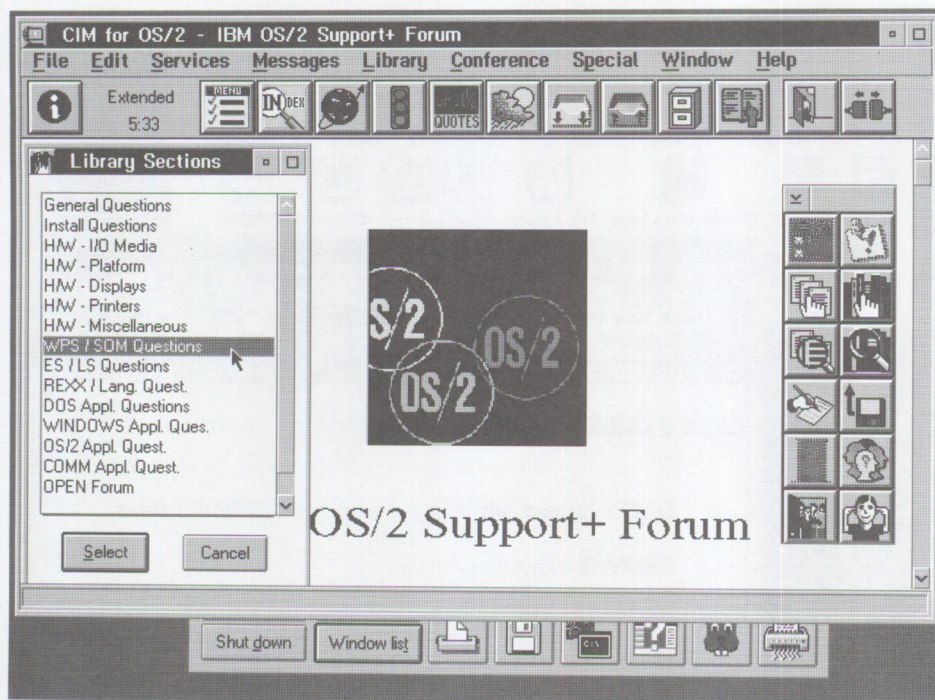 CIM for OS/2 - IBM OS/2 Support+ Forum
File Edit Services Messages Library Conference Special Window Help
Extended
5:33
MENU
INDEX
QUOTES
Library Sections
General Questions
Install Questions
H/W - I/O Media
H/W - Platform
H/W - Displays
H/W - Printers
H/W - Miscellaneous
WPS / SOM Questions
ES / LS Questions
REXX / Lang. Quest.
DOS Appl. Questions
WINDOWS Appl. Ques.
OS/2 Appl. Quest.
COMM Appl. Quest.
OPEN Forum
Select Cancel
S/2
OS/2
OS/2
OS/2 Support+ Forum
Shut down Window list